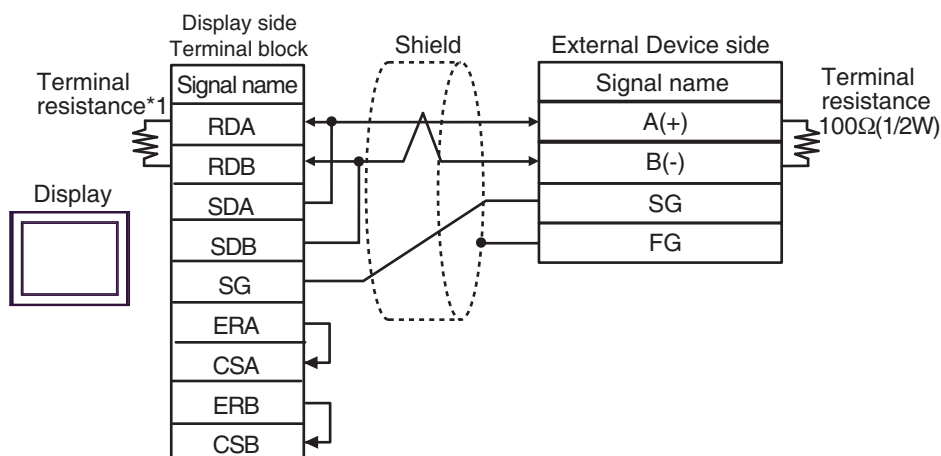 Display side
Terminal block
Shield
External Device side
Terminal
resistance*1
Signal name
Signal name
Terminal
resistance
100Ω(1/2W)
RDA
A(+)
RDB
B(-)
Display
SDA
SG
SDB
FG
SG
ERA
CSA
ERB
CSB